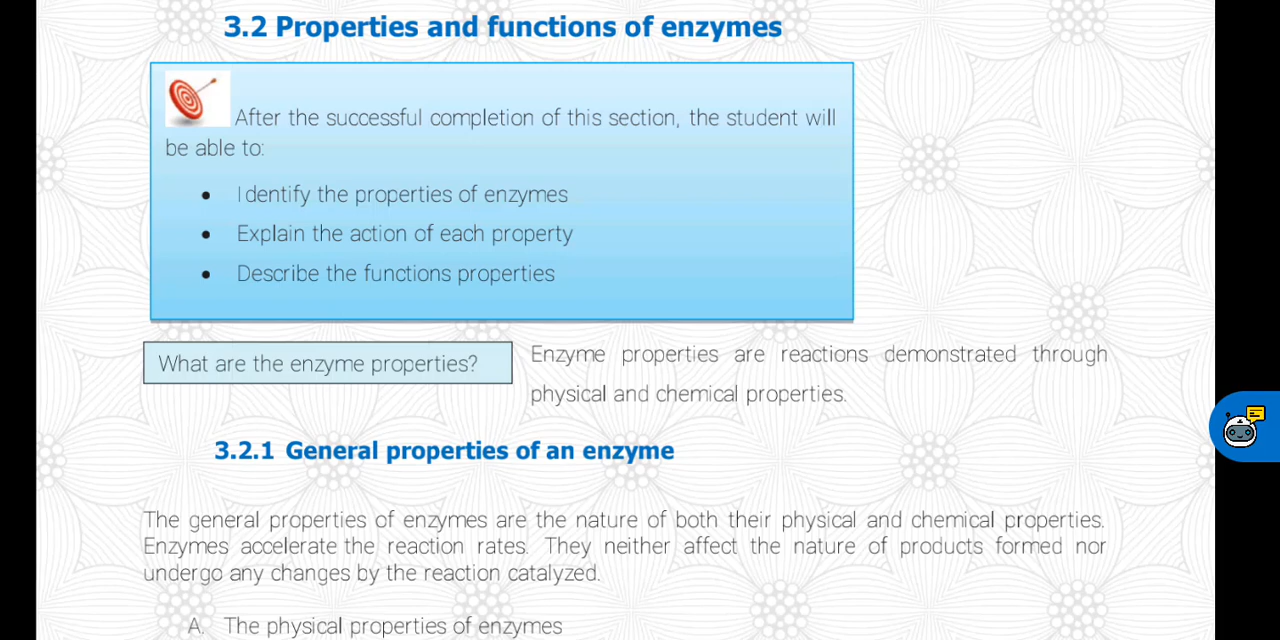 3.2 Properties and functions of enzymes
After the successful completion of this section, the student will
be able to:
• Identify the properties of enzymes
• Explain the action of each property
• Describe the functions properties
What are the enzyme properties?
Enzyme properties are reactions demonstrated through
physical and chemical properties.
3.2.1 General properties of an enzyme
The general properties of enzymes are the nature of both their physical and chemical properties.
Enzymes accelerate the reaction rates. They neither affect the nature of products formed nor
undergo any changes by the reaction catalyzed.
A. The physical properties of enzymes